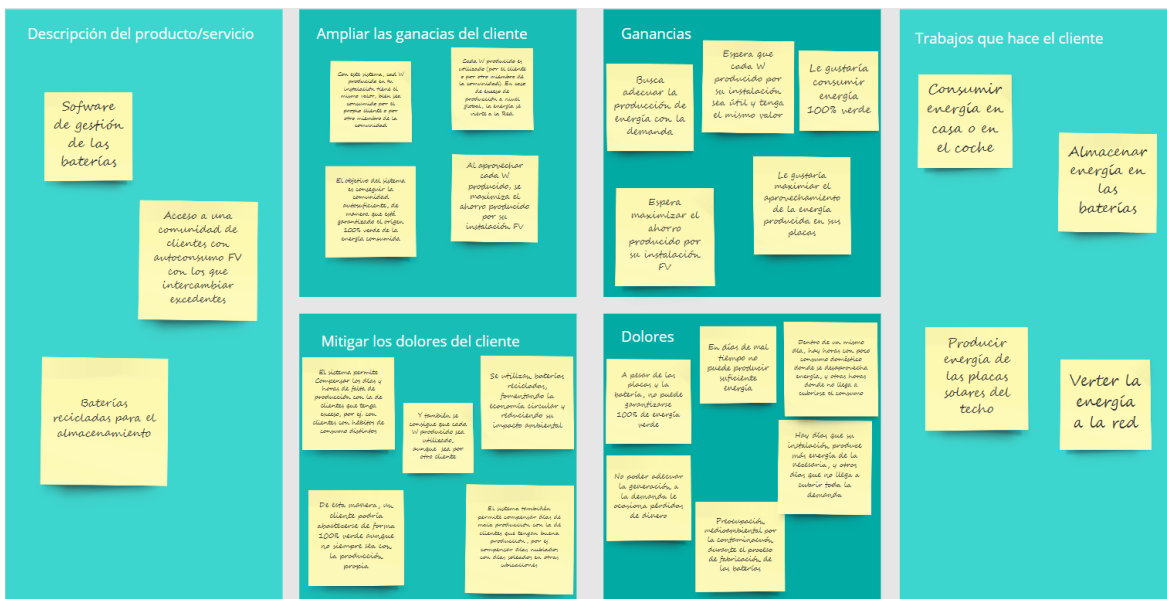 Descripción del producto/servicio
Sofware
de gestión
de las
baterías
Acceso a una
comunidad de
clientes con
autoconsumo FV
con los que
intercambiar
excedentes
Baterías
recicladas para el
almacenamiento
Ampliar las ganacias del cliente
Con este sistema, cad W
producido en tu
instalación tiene el
mismo valor, bien sea
consumido por el
propio cliente o por
otro miembro de la
comunidad
Cada W producido es
utilizado (por el cliente
o por otro miembro de
la comunidad). En caso
de exceso de
producción a nivel
global, la energía se
vierte a la Red.
El objetivo del sistema
es conseguir la
comunidad
autosuficiente, de
manera que esté
garantizado el origen
100% verde de la
energía consumida
Al aprovechar
cada W
producido, se
maximiza el
ahorro producido
por su
instalación FV
Mitigar los dolores del cliente
El sistema permite
Compensar los días y
horas de falta de
producción con la de
clientes que tenga
exceso, por ej. con
clientes con hábitos de
consumo distintos
Y también se
consigue que cada
W producido sea
utilizado,
aunque sea por
otro cliente
Se utilizan baterías
recicladas,
fomentando la
economía circular y
reduciendo su
impacto ambiental
De esta manera, un
cliente podría
abastecerse de forma
100% verde aunque
no siempre sea con
la producción
propia
El sistema también
permite compensar días de
mala producción con la de
clientes que tengan buena
producción, por ej
compensar días nublados
con días soleados en otras
ubicaciones
Ganancias
Busca
adecuar la
producción de
energía con la
demanda
Espera que
cada W
producido por
su instalación
sea útil y tenga
el mismo valor
Le gustaría
consumir
energía
100% verde
Espera
maximizar el
ahorro
producido por
su instalación
FV
Le gustaría
maximiar el
aprovechamiento
de la energía
producida en sus
placas
Dolores
A pesar de las
placas y la
batería, no puede
garantizarse
100% de energía
verde
En días de mal
tiempo no
puede producir
suficiente
energía
Dentro de un mismo
día, hay horas con poco
consumo doméstico
donde se desaprovecha
energía, y otras horas
donde no llega a
cubrirse el consumo
No poder adecuar
la generación a
la demanda le
ocasiona pérdidas
de dinero
Preocupación
medioambiental por
la contaminación
durante el proceso
de fabricación de
las baterías
Hay días que su
instalación produce
más energía de la
necesaria, y otros
días que no llega a
cubrir toda la
demanda
Trabajos que hace el cliente
Consumir
energía en
casa o en
el coche
Almacenar
energía en
las
baterías
Producir
energía de
las placas
solares del
techo
Verter la
energía
a la red